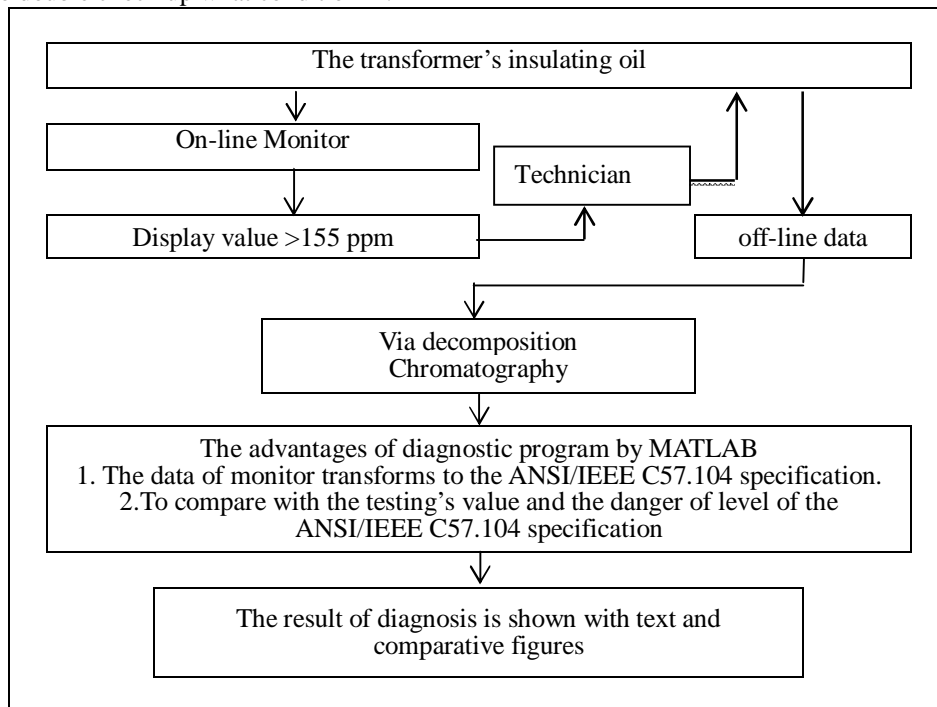 The transformer's insulating oil
On-line Monitor
Technician
Display value >155 ppm
off-line data
Via decomposition
Chromatography
The advantages of diagnostic program by MATLAB
1. The data of monitor transforms to the ANSI/IEEE C57.104 specification.
2.To compare with the testing's value and the danger of level of the
ANSI/IEEE C57.104 specification
The result of diagnosis is shown with text and
comparative figures